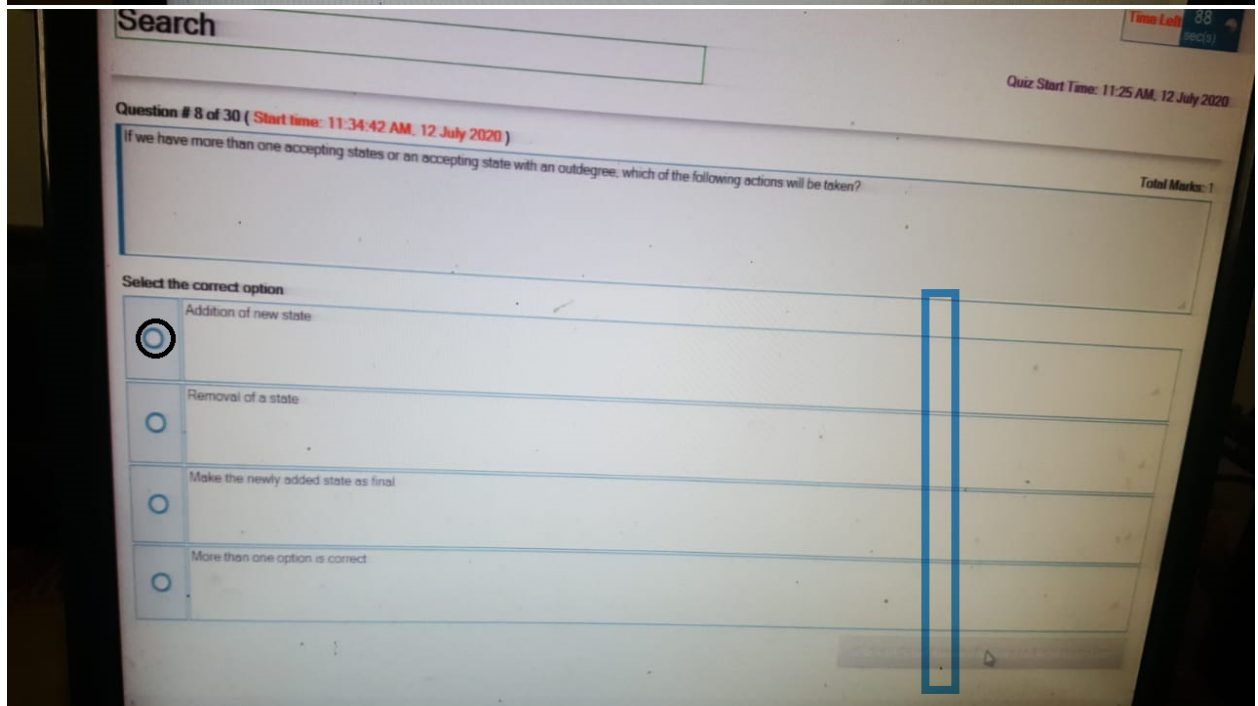 Search
Time Left 88
sec(s)
Quiz Start Time: 11:25 AM, 12 July 2020
Question # 8 of 30 ( Start time: 11:34:42 AM, 12 July 2020 )
Total Marks: 1
If we have more than one accepting states or an accepting state with an outdegree, which of the following actions will be taken?
Select the correct option
Addition of new state
Removal of a state
Make the newly added state as final
More than one option is correct